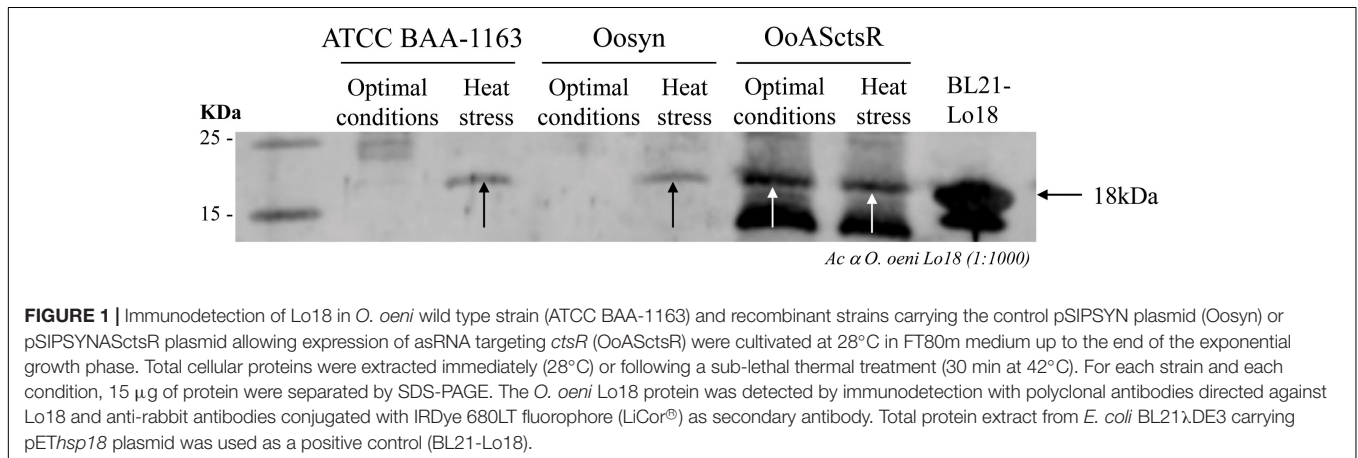 ATCC BAA-1163 Oosyn OoASctsR
Optimal conditions Heat stress Optimal conditions Heat stress Optimal conditions Heat stress BL21-Lo18
KDa
25 -
15 -
18kDa
Ac α O. oeni Lo18 (1:1000)
FIGURE 1 | Immunodetection of Lo18 in O. oeni wild type strain (ATCC BAA-1163) and recombinant strains carrying the control pSIPSYN plasmid (Oosyn) or
pSIPSYNASctsR plasmid allowing expression of asRNA targeting ctsR (OoASctsR) were cultivated at 28°C in FT80m medium up to the end of the exponential
growth phase. Total cellular proteins were extracted immediately (28°C) or following a sub-lethal thermal treatment (30 min at 42°C). For each strain and each
condition, 15 μg of protein were separated by SDS-PAGE. The O. oeni Lo18 protein was detected by immunodetection with polyclonal antibodies directed against
Lo18 and anti-rabbit antibodies conjugated with IRDye 680LT fluorophore (LiCor®) as secondary antibody. Total protein extract from E. coli BL21λDE3 carrying
pEThsp18 plasmid was used as a positive control (BL21-Lo18).